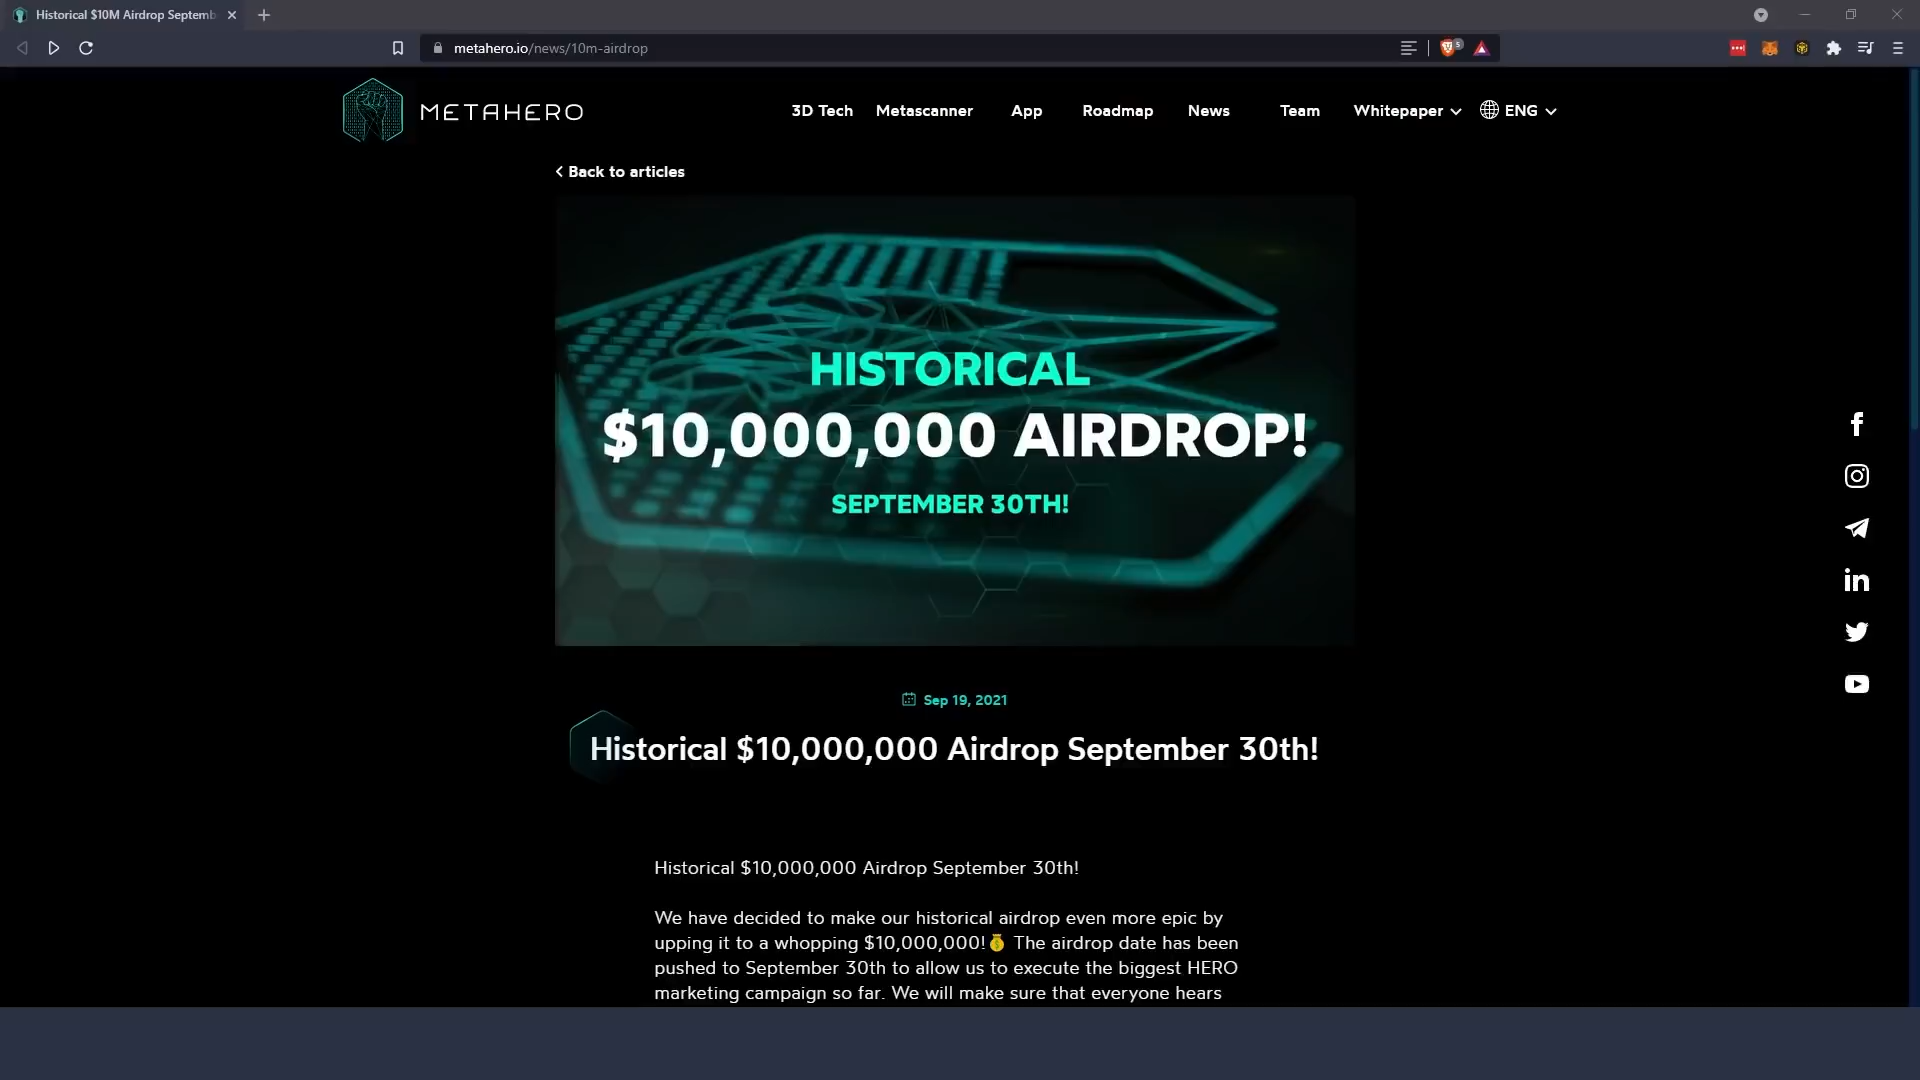 Historical $10M Airdrop Septemb
metahero.io/news/10m-airdrop
5
METAHERO
3D Tech
Metascanner
App
Roadmap
News
Team
Whitepaper
ENG
Back to articles
HISTORICAL
$10,000,000 AIRDROP!
SEPTEMBER 30TH!
Sep 19, 2021
Historical $10,000,000 Airdrop September 30th!
Historical $10,000,000 Airdrop September 30th!
We have decided to make our historical airdrop even more epic by
upping it to a whopping $10,000,000!💰 The airdrop date has been
pushed to September 30th to allow us to execute the biggest HERO
marketing campaign so far. We will make sure that everyone hears